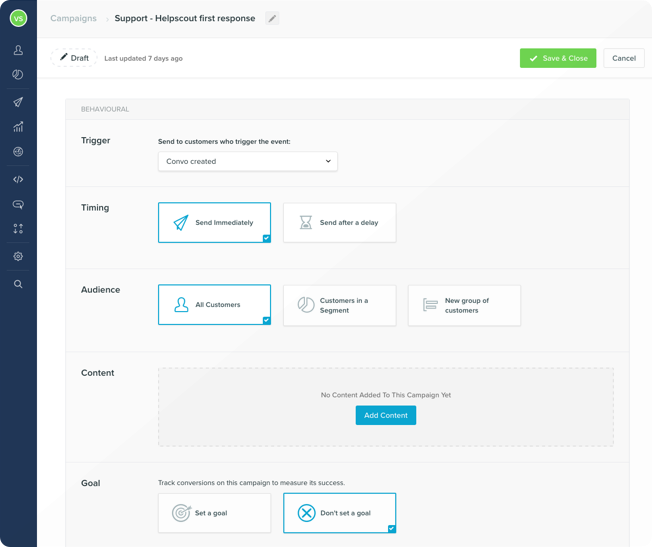 VS
Campaigns › Support - Helpscout first response
Draft Last updated 7 days ago Save & Close Cancel
BEHAVIOURAL
Trigger
Send to customers who trigger the event:
Convo created
Timing
Send Immediately
Send after a delay
Audience
All Customers
Customers in a
Segment
New group of
customers
Content
No Content Added To This Campaign Yet
Add Content
Goal
Track conversions on this campaign to measure its success.
Set a goal
Don't set a goal